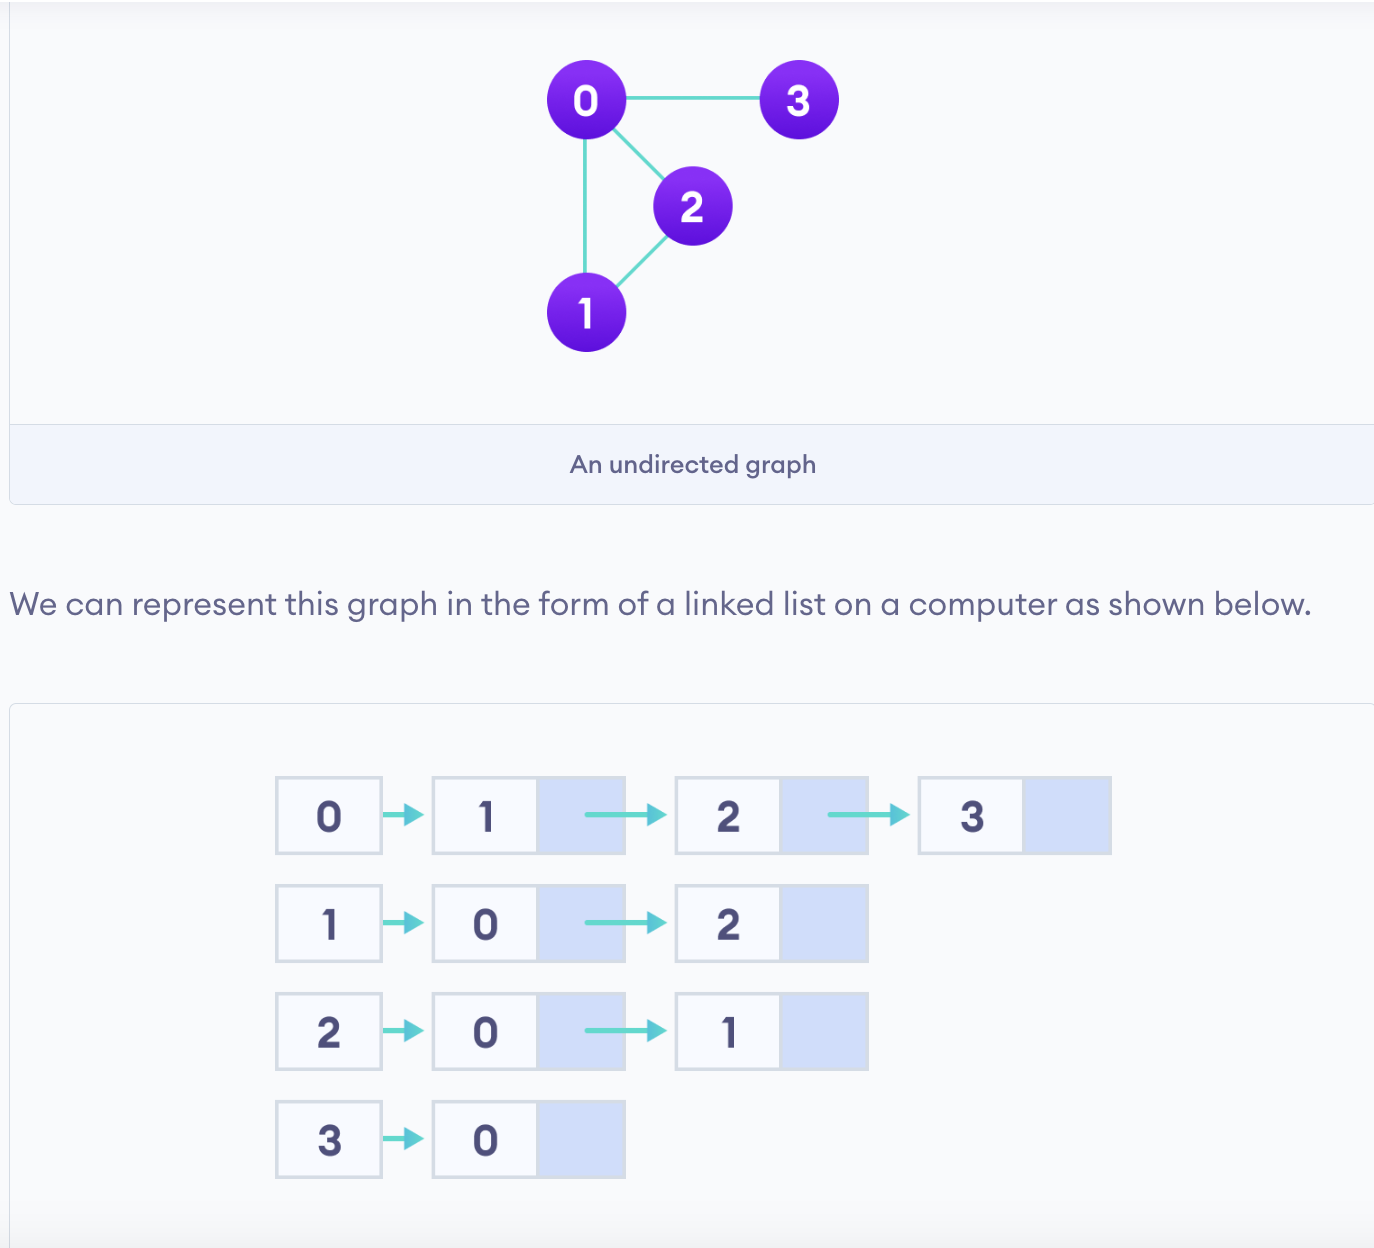 0 3
2
1
An undirected graph
We can represent this graph in the form of a linked list on a computer as shown below.
0 1 2 3
1 0 2
2 0 1
3 0